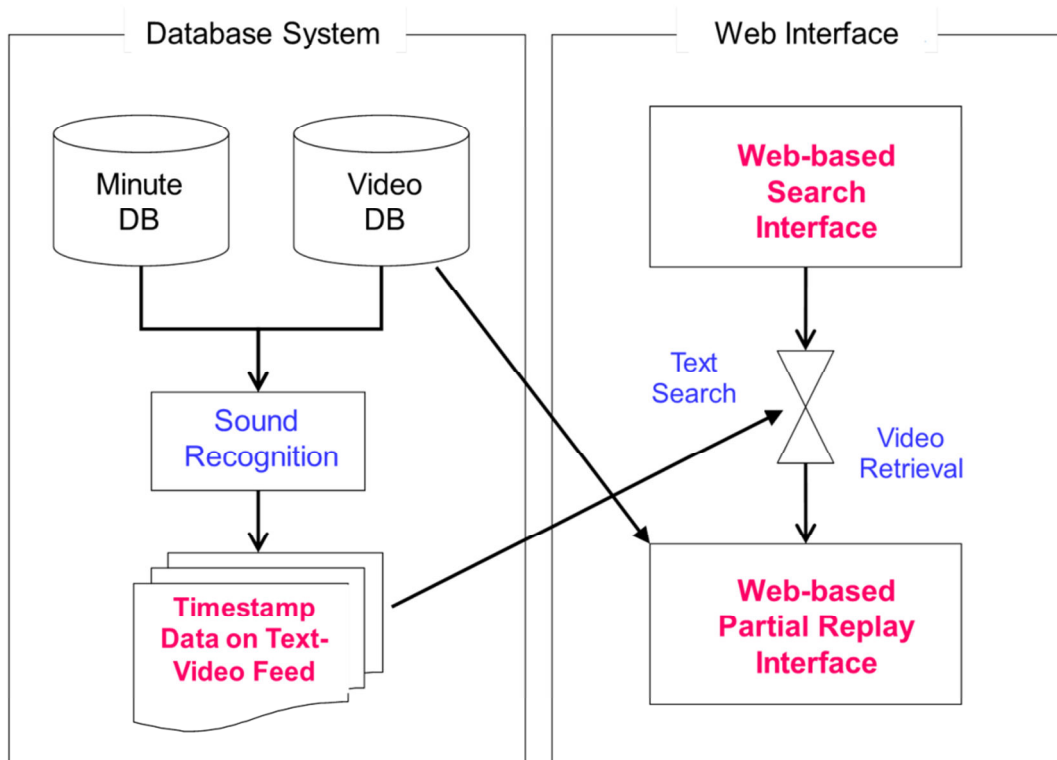 Database System
Minute
DB
Video
DB
Sound
Recognition
Timestamp
Data on Text-
Video Feed
Web Interface
Web-based
Search
Interface
Text
Search
Video
Retrieval
Web-based
Partial Replay
Interface